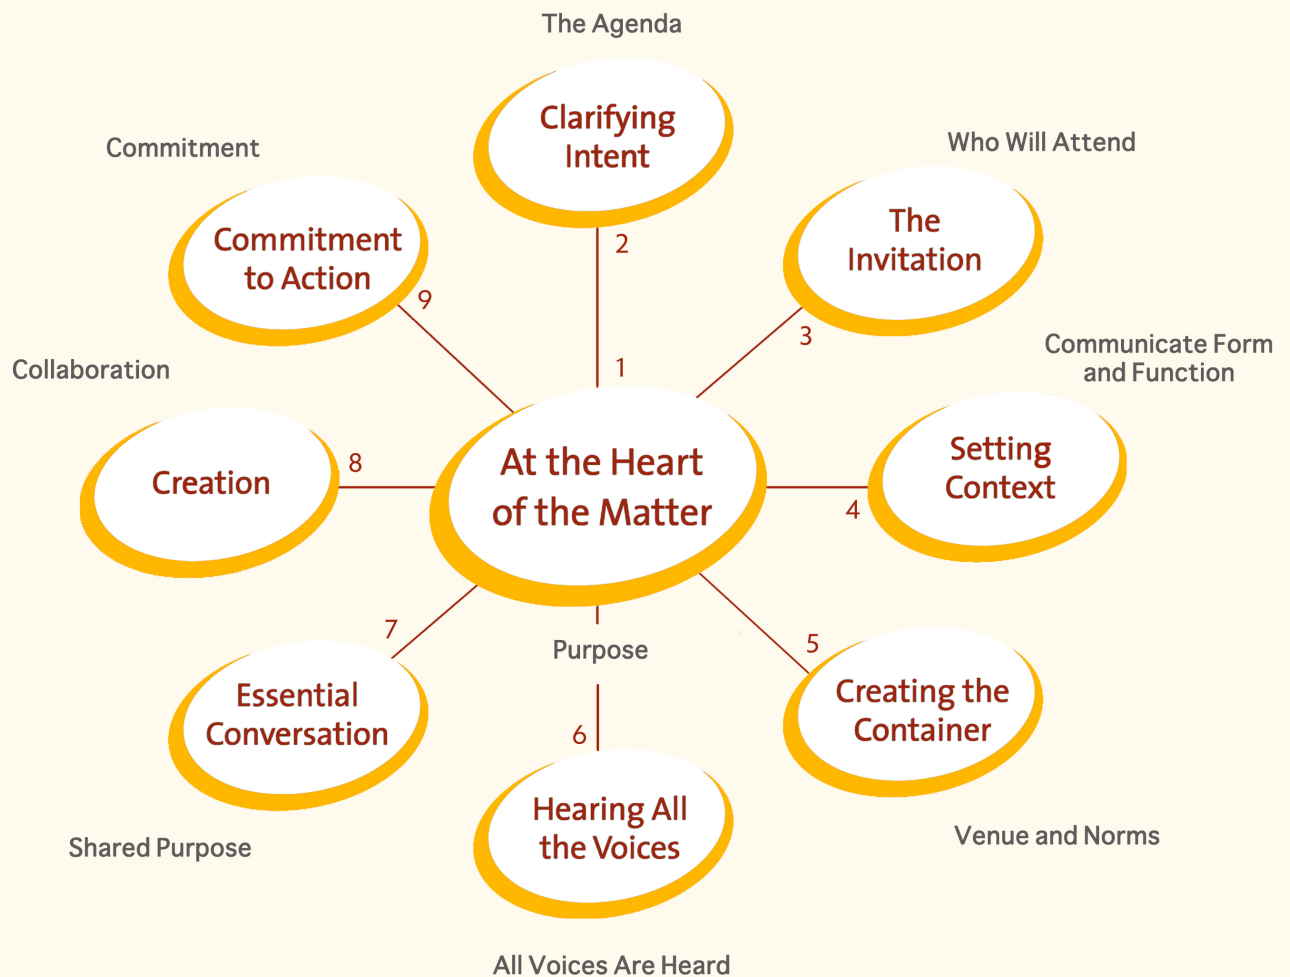 The Agenda
Clarifying
Intent
2
1
Who Will Attend
The
Invitation
3
Communicate Form
and Function
Setting
Context
4
5
Creating the
Container
Venue and Norms
At the Heart
of the Matter
Purpose
6
Hearing All
the Voices
All Voices Are Heard
7
Essential
Conversation
Shared Purpose
Collaboration
Creation
8
Commitment
Commitment
to Action
9